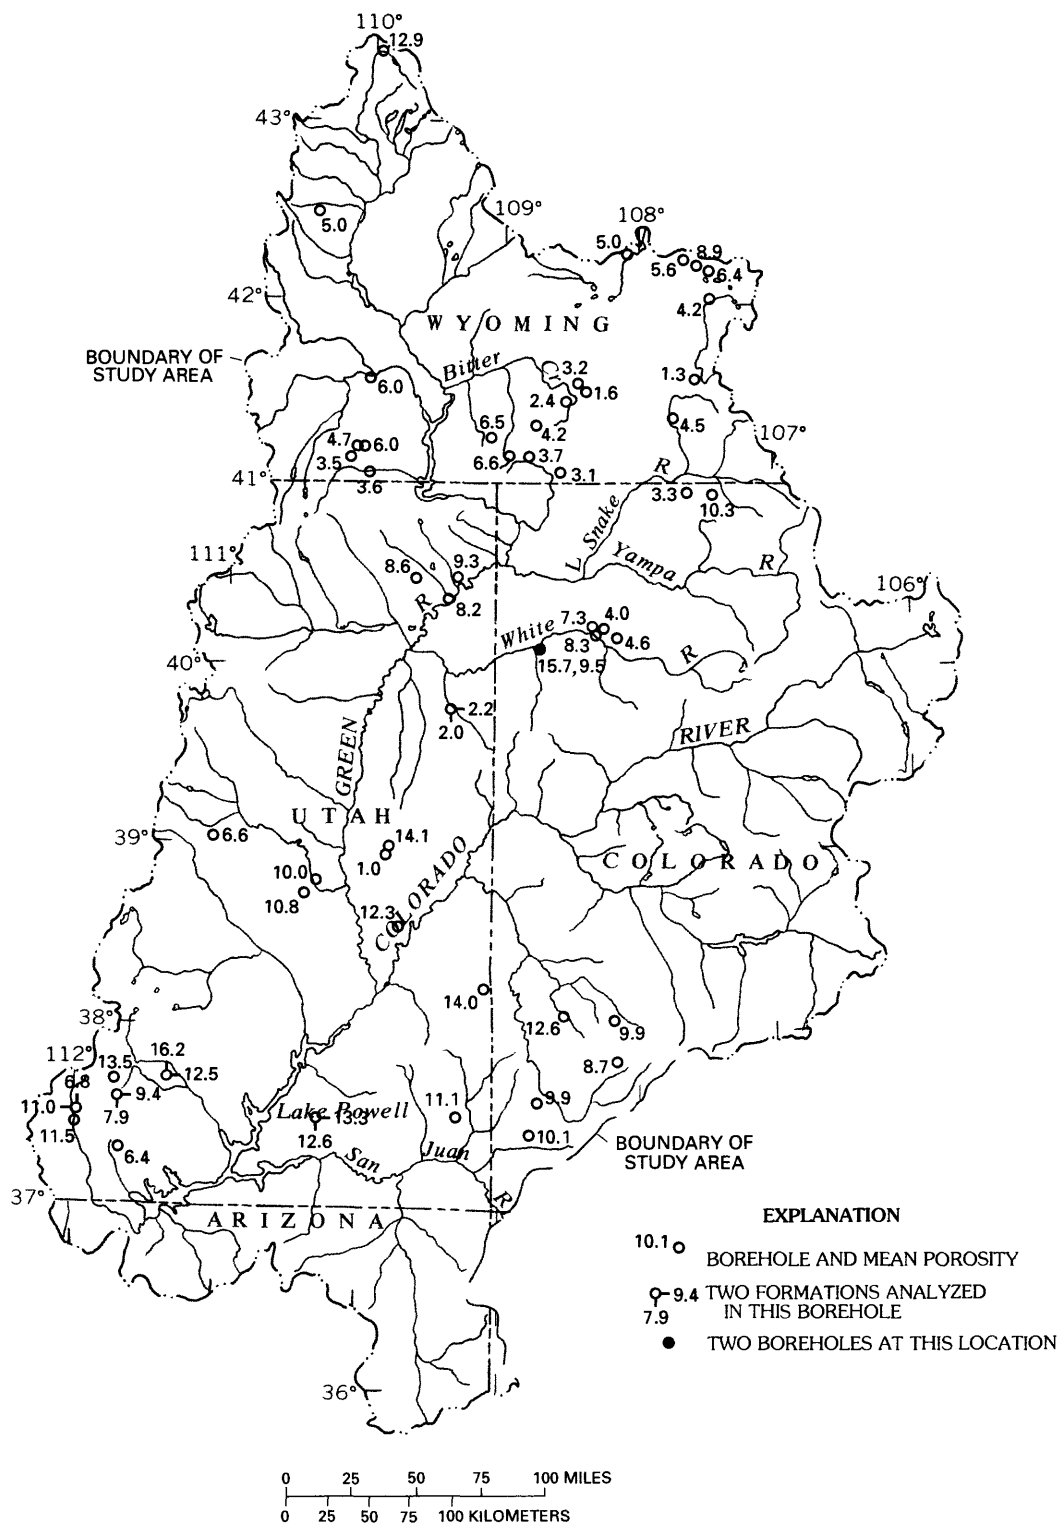 110°
12.9
43°
5.0
109°
108°
5.0
8.9
5.6
6.4
42°
4.2
WYOMING
BOUNDARY OF
STUDY AREA
Bitter
Cr
3.2
1.3
6.0
1.6
2.4
4.5
6.5
4.2
107°
4.7
6.0
3.5
6.6
3.7
3.1
R
41°
3.6
3.3
10.3
L Snake
111°
8.6
9.3
Yampa
R
106°
R
8.2
7.3
4.0
White
8.3
4.6
40°
15.7, 9.5
R
2.2
2.0
RIVER
GREEN
UTAH
39°
6.6
14.1
1.0
COLORADO
COLORADO
10.0
10.8
12.3
14.0
38°
12.6
9.9
112°
16.2
13.5
12.5
8.7
6.8
9.4
11.0
7.9
11.5
Lake Powell
13.3
12.6
11.1
9.9
10.1
6.4
San
Juan
R
BOUNDARY OF
STUDY AREA
37°
ARIZONA
EXPLANATION
10.1
BOREHOLE AND MEAN POROSITY
9.4
TWO FORMATIONS ANALYZED
7.9
IN THIS BOREHOLE
TWO BOREHOLES AT THIS LOCATION
36°
0 25 50 75 100 MILES
0 25 50 75 100 KILOMETERS